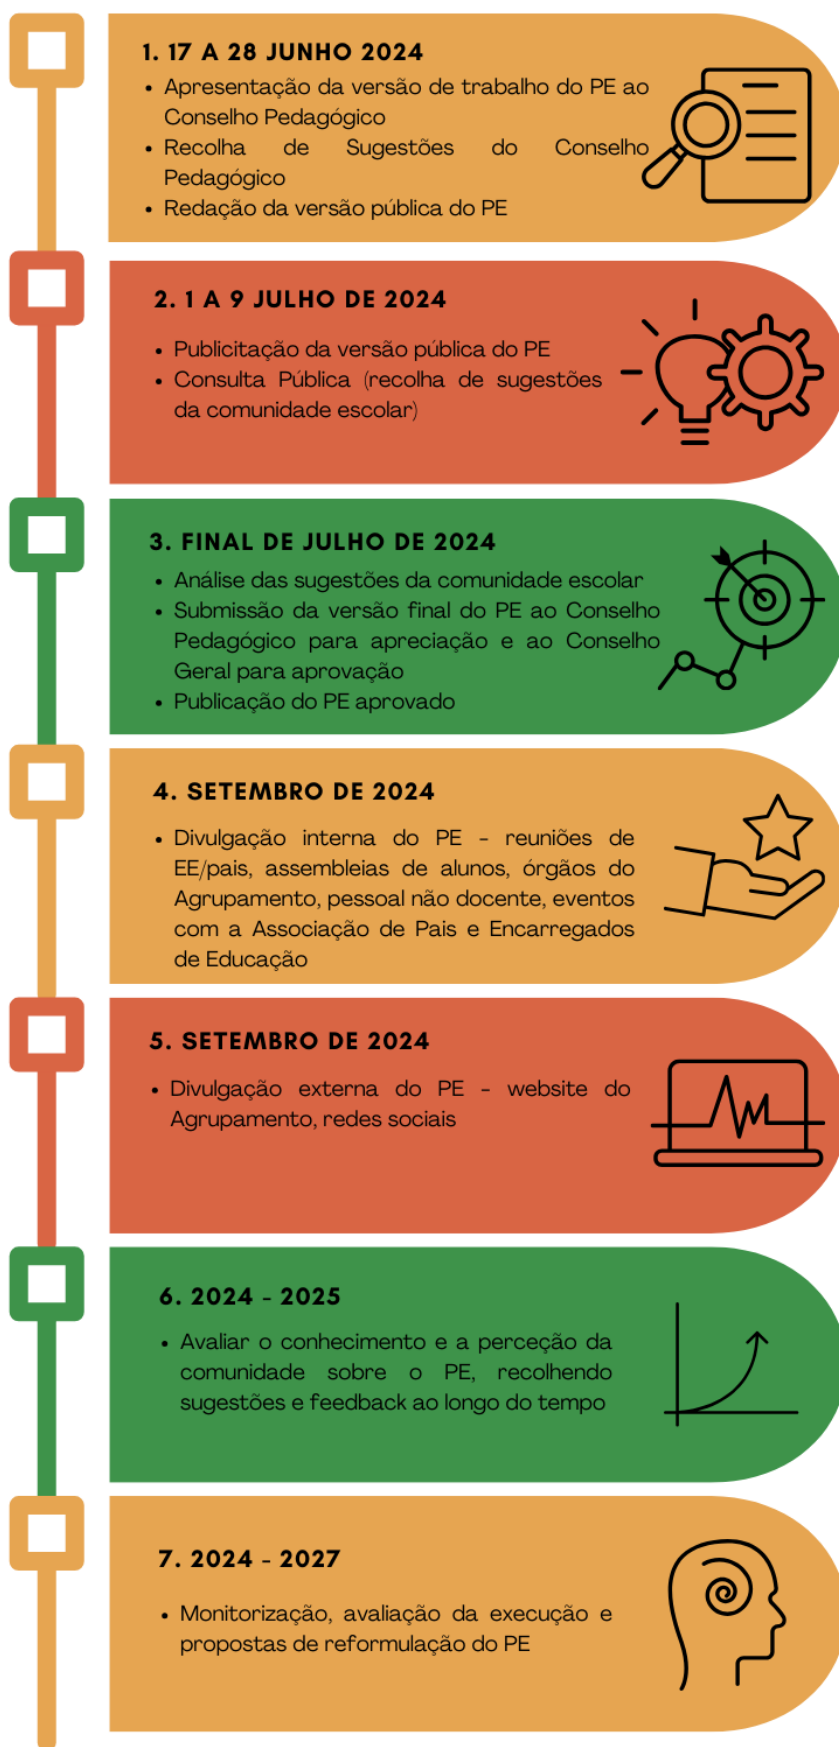 1. 17 A 28 JUNHO 2024
• Apresentação da versão de trabalho do PE ao
Conselho Pedagógico
• Recolha de Sugestões do Conselho
Pedagógico
• Redação da versão pública do PE
2. 1 A 9 JULHO DE 2024
• Publicitação da versão pública do PE
• Consulta Pública (recolha de sugestões
da comunidade escolar)
3. FINAL DE JULHO DE 2024
• Análise das sugestões da comunidade escolar
• Submissão da versão final do PE ao Conselho
Pedagógico para apreciação e ao Conselho
Geral para aprovação
• Publicação do PE aprovado
4. SETEMBRO DE 2024
• Divulgação interna do PE - reuniões de
EE/pais, assembleias de alunos, órgãos do
Agrupamento, pessoal não docente, eventos
com a Associação de Pais e Encarregados
de Educação
5. SETEMBRO DE 2024
• Divulgação externa do PE - website do
Agrupamento, redes sociais
6. 2024 - 2025
• Avaliar o conhecimento e a perceção da
comunidade sobre o PE, recolhendo
sugestões e feedback ao longo do tempo
7. 2024 - 2027
• Monitorização, avaliação da execução e
propostas de reformulação do PE